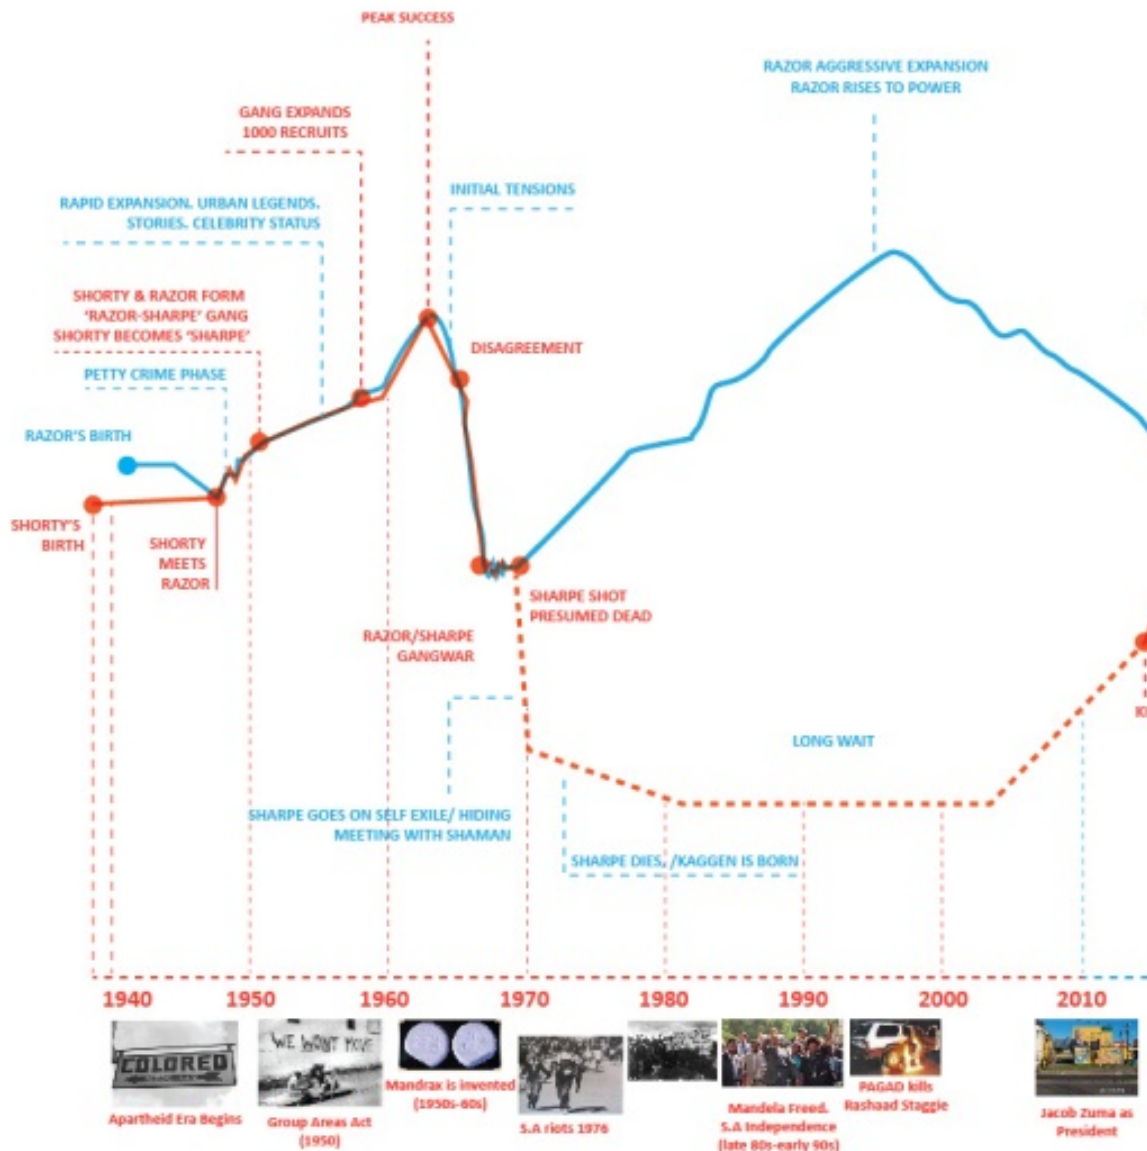 PEAK SUCCESS
RAZOR AGGRESSIVE EXPANSION
RAZOR RISES TO POWER
GANG EXPANDS
1000 RECRUITS
INITIAL TENSIONS
RAPID EXPANSION. URBAN LEGENDS.
STORIES. CELEBRITY STATUS
SHORTY & RAZOR FORM
'RAZOR-SHARPE' GANG
SHORTY BECOMES 'SHARPE'
DISAGREEMENT
PETTY CRIME PHASE
RAZOR'S BIRTH
SHORTY'S
BIRTH
SHORTY
MEETS
RAZOR
SHARPE SHOT
PRESUMED DEAD
RAZOR/SHARPE
GANGWAR
LONG WAIT
SHARPE GOES ON SELF EXILE/ HIDING
MEETING WITH SHAMAN
SHARPE DIES, /KAGGEN IS BORN
1940 1950 1960 1970 1980 1990 2000 2010
COLORED
WE WONT MOVE
Apartheid Era Begins
Group Areas Act
(1950)
Mandrax is invented
(1950s-60s)
S.A riots 1976
Mandela Freed.
S.A Independence
(late 80s-early 90s)
PAGAD kills
Rashaad Staggie
Jacob Zuma as
President